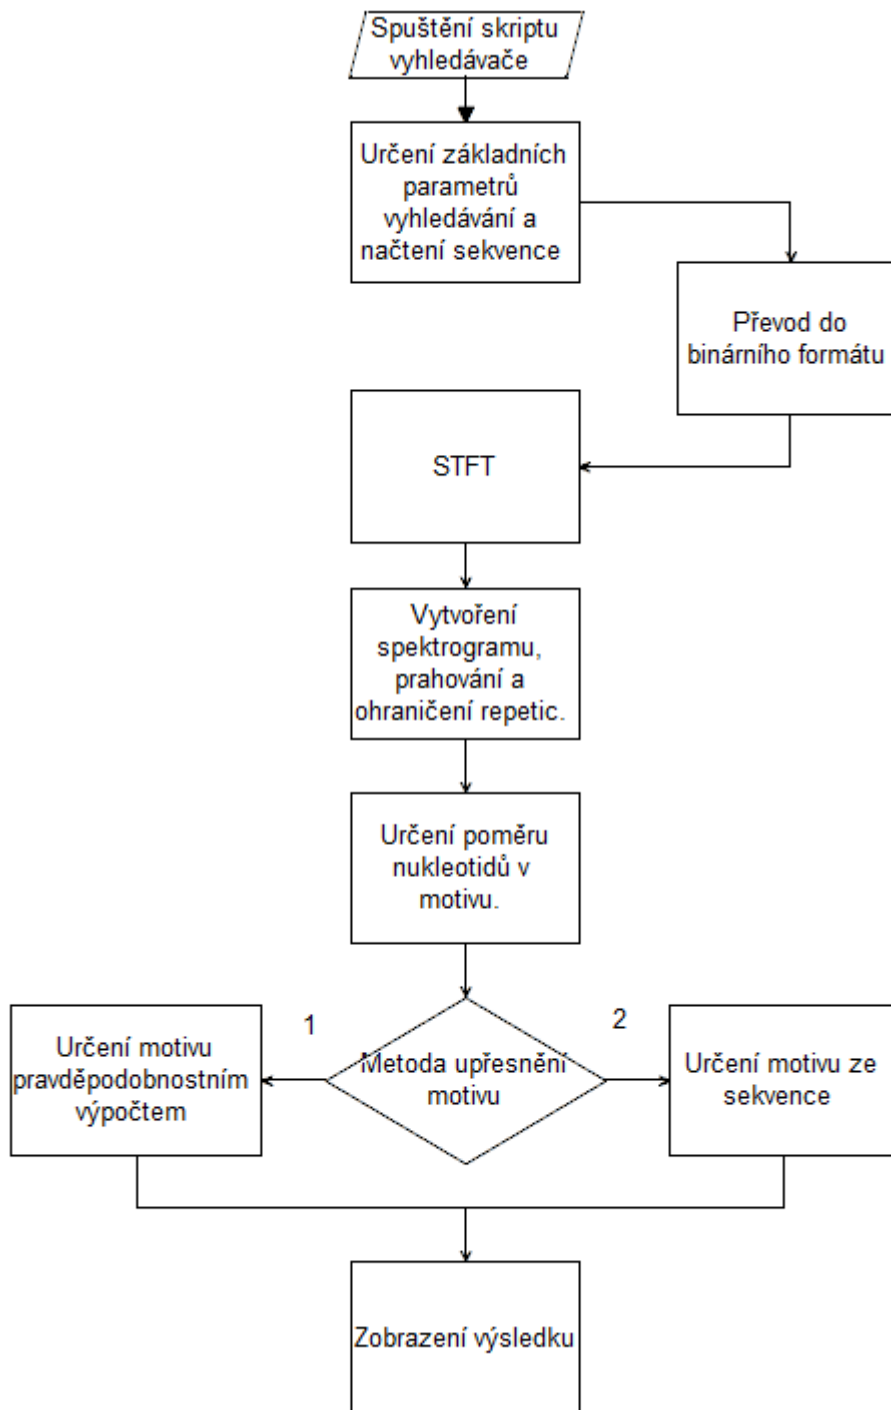 Spuštění skriptu
vyhledávače
Určení základních
parametrů
vyhledávání a
načtení sekvence
Převod do
binárního formátu
STFT
Vytvoření
spektrogramu,
prahování a
ohraničení repetic.
Určení poměru
nukleotidů v
motivu.
1
2
Určení motivu
pravděpodobnostním
výpočtem
Metoda upřesnění
motivu
Určení motivu ze
sekvence
Zobrazení výsledku